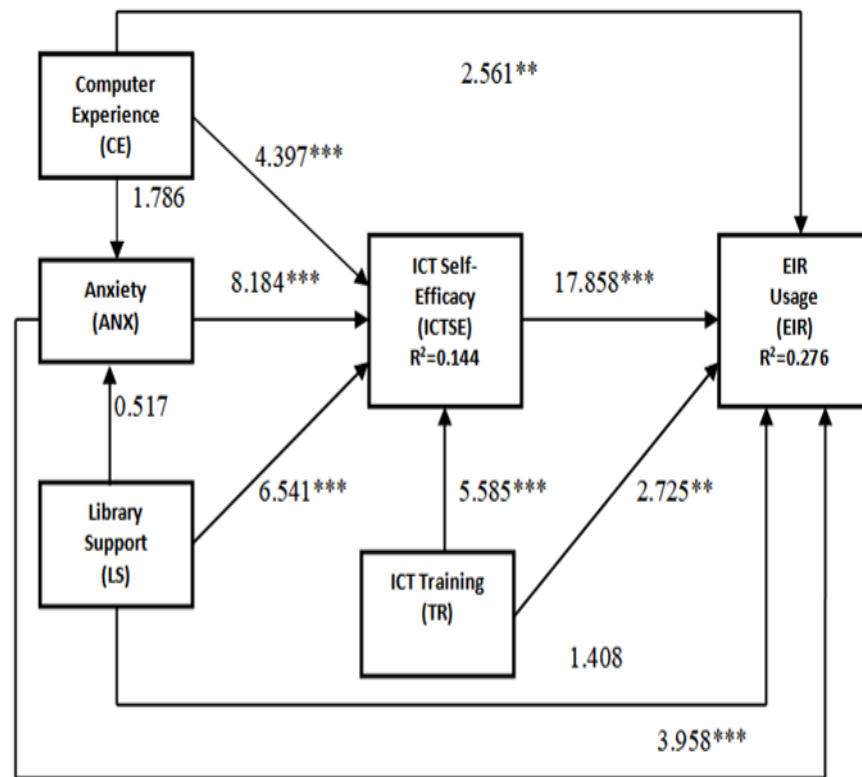 2.561**
Computer
Experience
(CE)
4.397***
1.786
Anxiety
(ANX)
8.184***
ICT Self-
Efficacy
(ICTSE)
R²=0.144
17.858***
EIR
Usage
(EIR)
R²=0.276
0.517
Library
Support
(LS)
6.541***
5.585***
2.725**
ICT Training
(TR)
1.408
3.958***